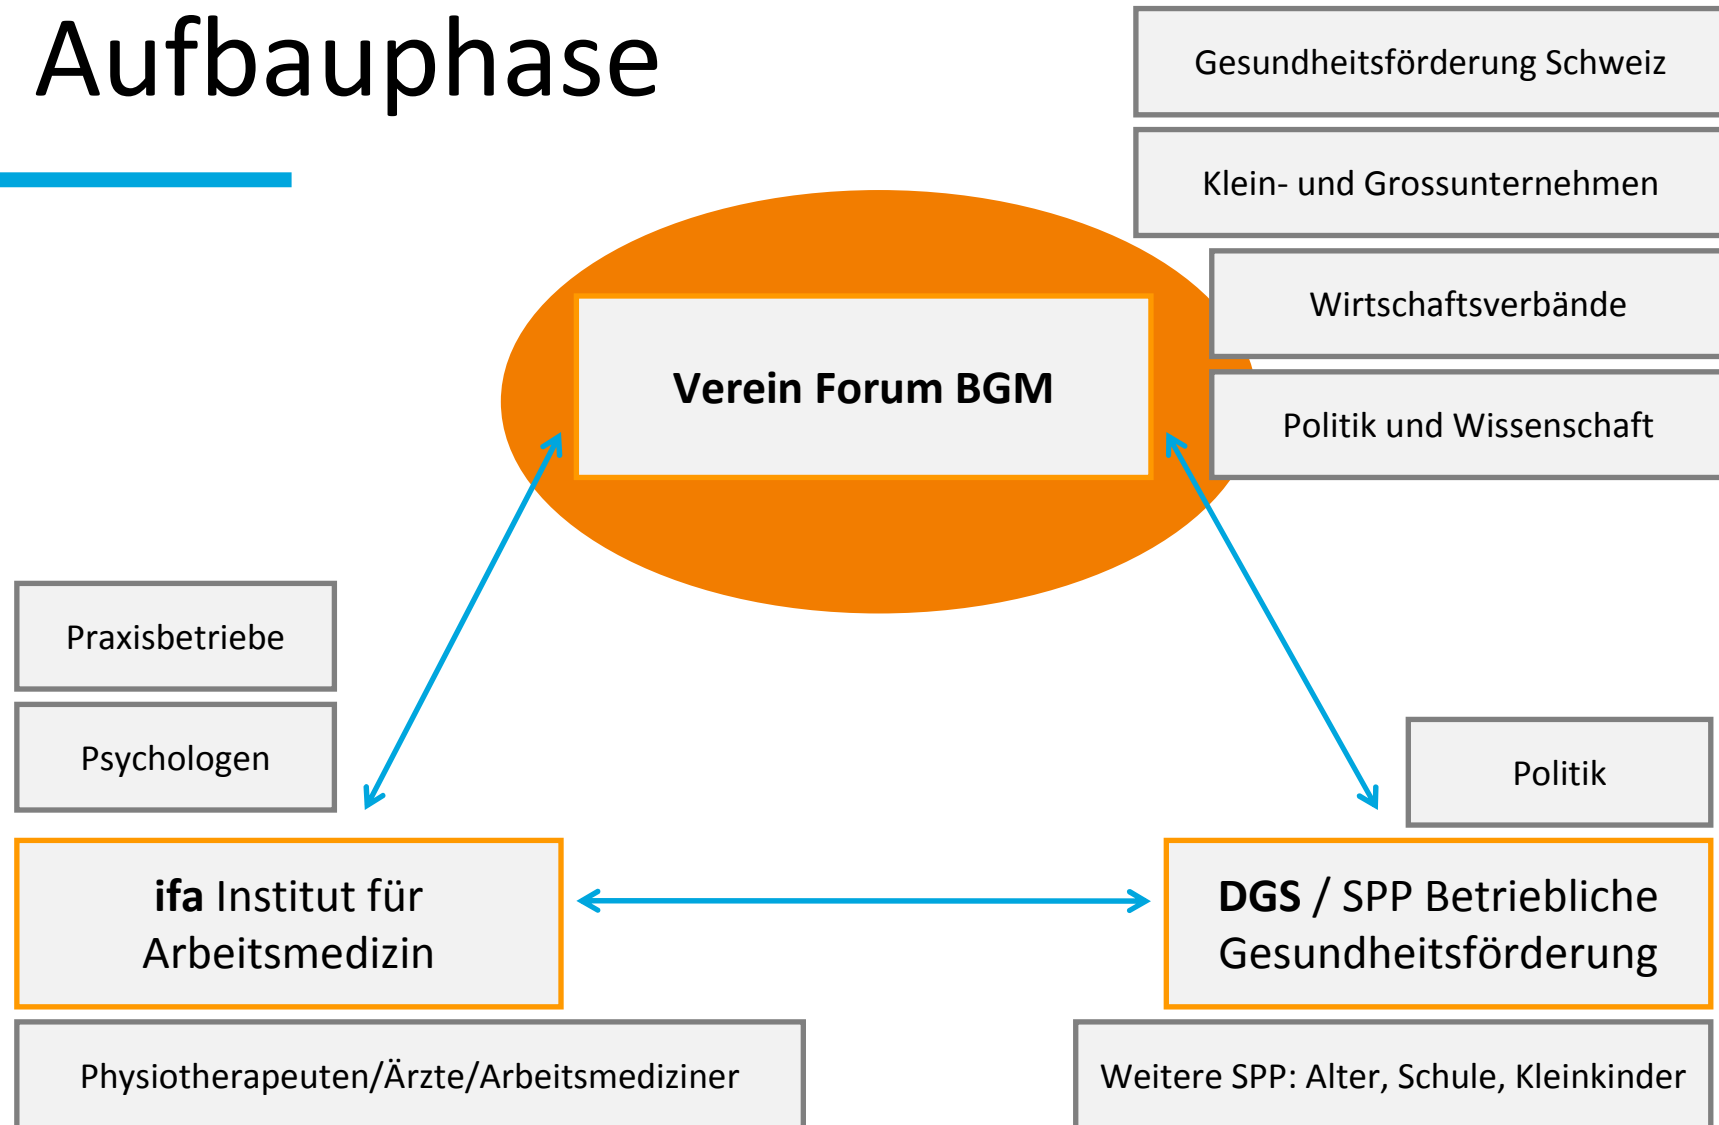 Aufbauphase
Gesundheitsförderung Schweiz
Klein- und Grossunternehmen
Wirtschaftsverbände
Politik und Wissenschaft
Verein Forum BGM
Praxisbetriebe
Psychologen
Politik
ifa Institut für
Arbeitsmedizin
DGS / SPP Betriebliche
Gesundheitsförderung
Physiotherapeuten/Ärzte/Arbeitsmediziner
Weitere SPP: Alter, Schule, Kleinkinder